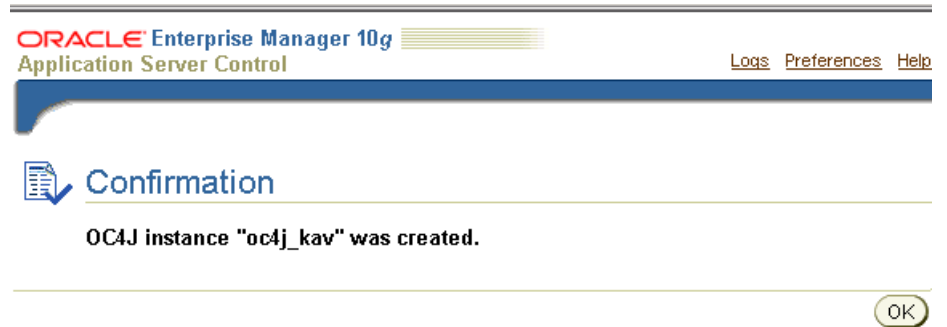 ORACLE Enterprise Manager 10g
Application Server Control
Logs Preferences Help
Confirmation
OC4J instance "oc4j_kav" was created.
OK